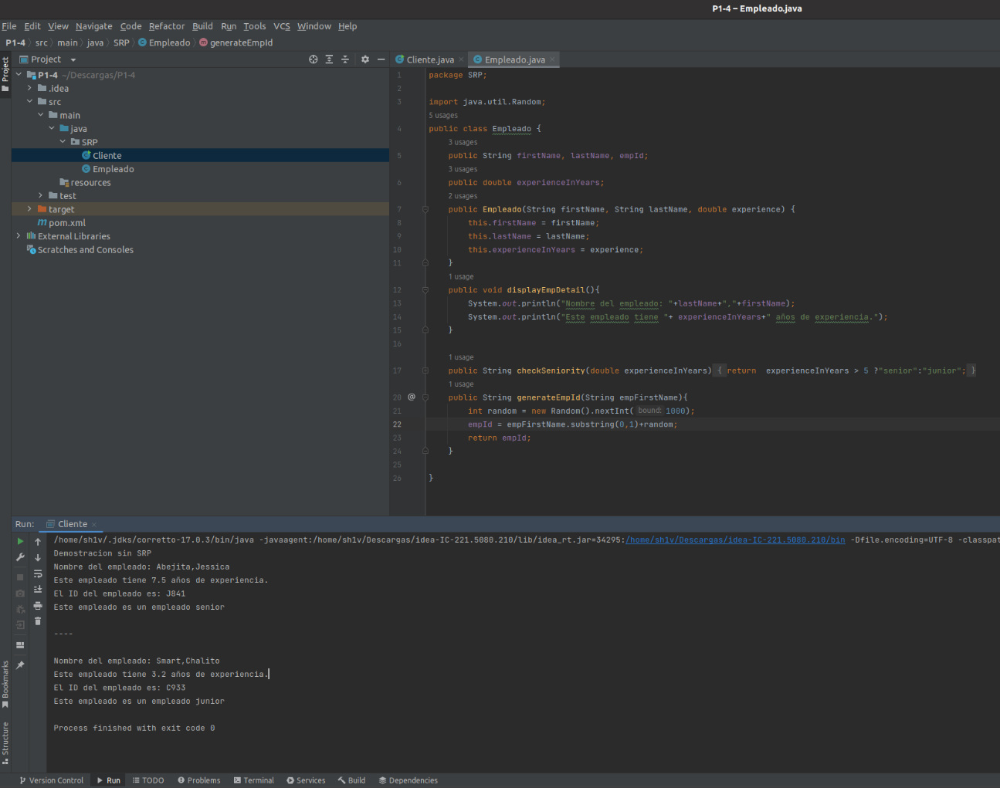 P1-4 – Empleado.java
File Edit View Navigate Code Refactor Build Run Tools VCS Window Help
P1-4 src main java SRP Empleado generateEmpId
Project
Project
Cliente.java Empleado.java
P1-4 ~/Descargas/P1-4
.idea
src
main
java
SRP
Cliente
Empleado
resources
test
target
pom.xml
External Libraries
Scratches and Consoles
1 package SRP;
2
3 import java.util.Random;
5 usages
4 public class Empleado {
3 usages
5 public String firstName, lastName, empId;
3 usages
6 public double experienceInYears;
2 usages
7 public Empleado(String firstName, String lastName, double experience) {
8 this.firstName = firstName;
9 this.lastName = lastName;
10 this.experienceInYears = experience;
11 }
1 usage
12 public void displayEmpDetail(){
13 System.out.println("Nombre del empleado: "+lastName+","+firstName);
14 System.out.println("Este empleado tiene "+ experienceInYears+" años de experiencia.");
15 }
16
1 usage
17 public String checkSeniority(double experienceInYears) { return  experienceInYears > 5 ?"senior":"junior"; }
1 usage
20 @ public String generateEmpId(String empFirstName){
21 int random = new Random().nextInt( bound: 1000);
22 empId = empFirstName.substring(0,1)+random;
23 return empId;
24 }
25
26 }
Run: Cliente
/home/sh1v/.jdks/corretto-17.0.3/bin/java -javaagent:/home/sh1v/Descargas/idea-IC-221.5080.210/lib/idea_rt.jar=34295:/home/sh1v/Descargas/idea-IC-221.5080.210/bin -Dfile.encoding=UTF-8 -classpat
Demostracion sin SRP
Nombre del empleado: Abejita,Jessica
Este empleado tiene 7.5 años de experiencia.
El ID del empleado es: J841
Este empleado es un empleado senior
----
Nombre del empleado: Smart,Chalito
Este empleado tiene 3.2 años de experiencia.
El ID del empleado es: C933
Este empleado es un empleado junior
Process finished with exit code 0
Bookmarks
Structure
Version Control Run TODO Problems Terminal Services Build Dependencies